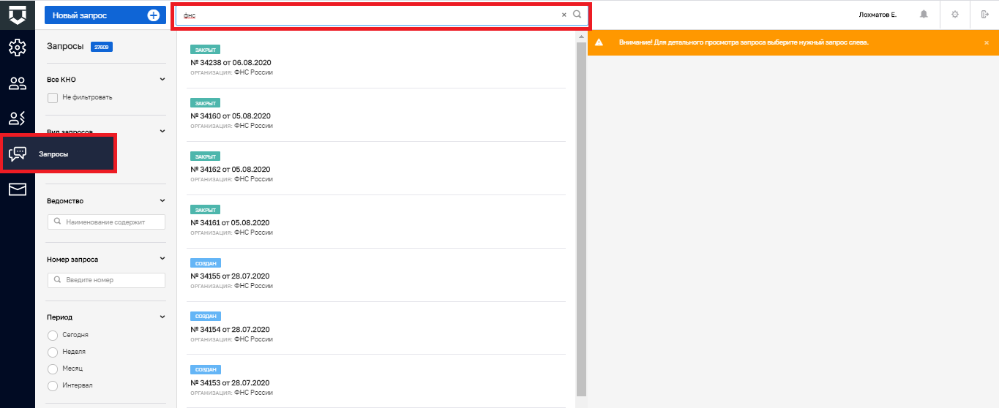 Новый запрос
фнс
Лохматов Е.
Запросы 27609
Все КНО
Не фильтровать
Вид запросов
Запросы
Ведомство
Наименование содержит
Номер запроса
Введите номер
Период
Сегодня
Неделя
Месяц
Интервал
ЗАКРЫТ
№ 34238 от 06.08.2020
ОРГАНИЗАЦИЯ: ФНС России
ЗАКРЫТ
№ 34160 от 05.08.2020
ОРГАНИЗАЦИЯ: ФНС России
ЗАКРЫТ
№ 34162 от 05.08.2020
ОРГАНИЗАЦИЯ: ФНС России
ЗАКРЫТ
№ 34161 от 05.08.2020
ОРГАНИЗАЦИЯ: ФНС России
СОЗДАН
№ 34155 от 28.07.2020
ОРГАНИЗАЦИЯ: ФНС России
СОЗДАН
№ 34154 от 28.07.2020
ОРГАНИЗАЦИЯ: ФНС России
СОЗДАН
№ 34153 от 28.07.2020
ОРГАНИЗАЦИЯ: ФНС России
Внимание! Для детального просмотра запроса выберите нужный запрос слева.